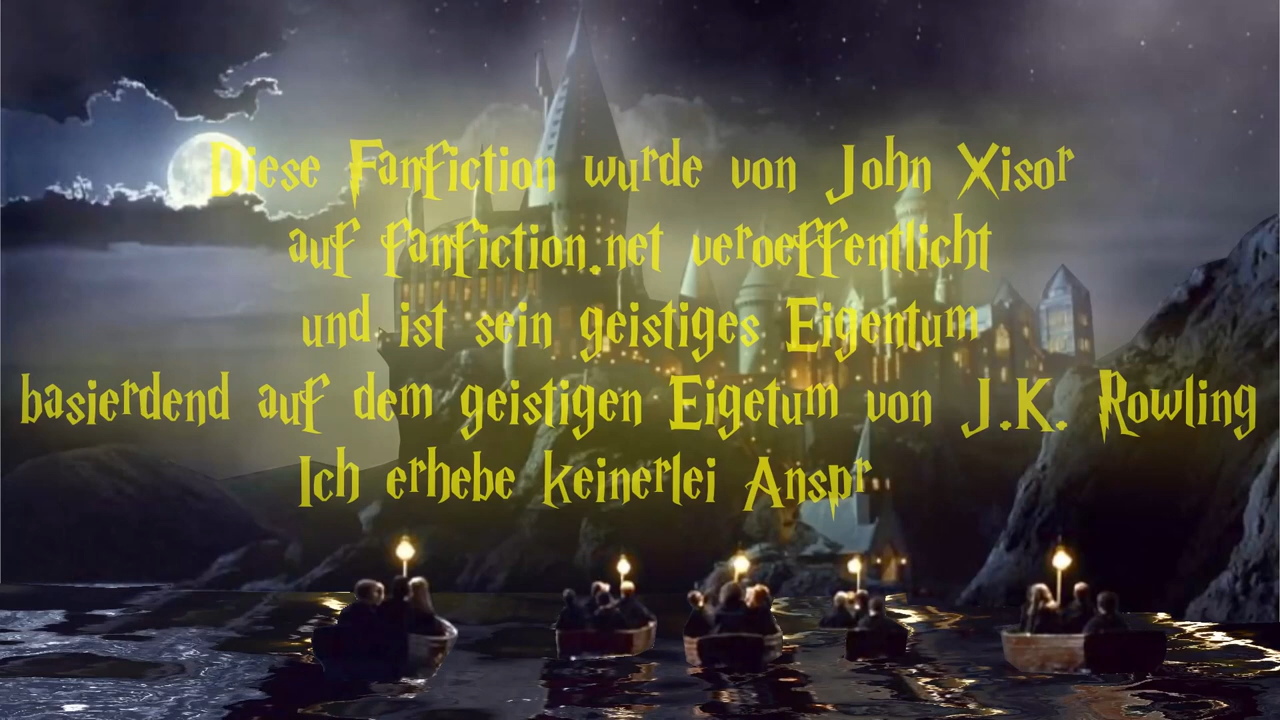 Diese Fanfiction wurde von John Xisor
auf fanfiction.net veroeffentlicht
und ist sein geistiges Eigentum
basierdend auf dem geistigen Eigetum von J.K. Rowling
Ich erhebe keinerlei Anspr